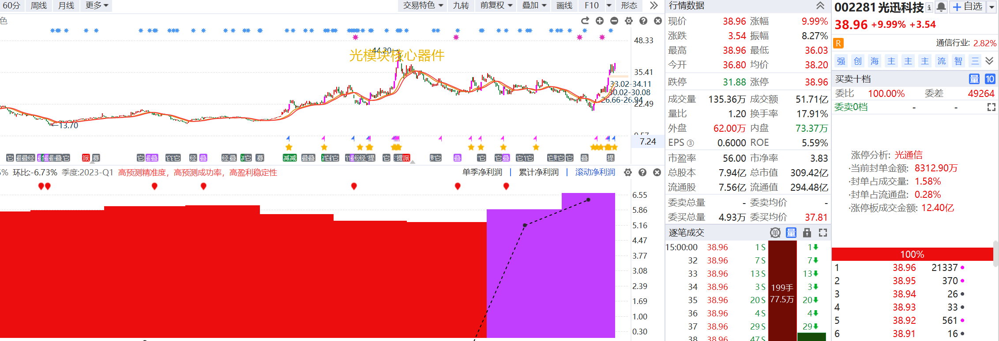 60分 周线 月线 更多
交易特色 九转 前复权 叠加 画线 F10 形态
色
48.33
44.20
光模块核心器件
35.41
33.02-34.11
30.02-30.08
26.66-26.94
22.49
13.70
9.57
7.24
派 募
它 叠 经 募 减 减 叠 叠 它 提 派 叠 它 提
环比:-6.73% 季度:2023-Q1 高预测精准度，高预测成功率，高盈利稳定性
单季净利润 累计净利润 滚动净利润
6.55
5.86
5.16
4.47
3.77
3.08
2.39
1.69
1.00
0.30
行情数据
现价 38.96 涨幅 9.99%
涨跌 3.54 振幅 8.27%
最高 38.96 最低 36.03
今开 36.80 均价 38.20
跌停 31.88 涨停 38.96
成交量 135.36万 成交额 51.71亿
量比 1.20 换手率 17.91%
外盘 62.00万 内盘 73.37万
EPS ③ 0.6000 ROE 5.59%
市盈率 56.00 市净率 3.83
总股本 7.94亿 总市值 309.42亿
流通股 7.56亿 流通值 294.48亿
委卖总量 - 委卖均价 -
委买总量 4.93万 委买均价 37.81
逐笔成交 单 量
15:00:00 38.96 1 S 1
32 38.96 7 S 7
33 38.96 13 S 13
34 38.96 3 S 3
199手
77.5万
35 38.96 20 S 20
36 38.96 4 S 4
37 38.96 29 S 29
38 38.96 47 S
002281 光迅科技 自选
38.96 +9.99% +3.54
R 通信行业: 2.82%
强 创 海 主 主 主 流 智 三
买卖十档 量 10
委比 100.00% 委差 49264
委卖0档 - -
涨停分析: 光通信
·当前封单金额: 8312.90万
·封单占成交量: 1.58%
·封单占流通盘: 0.28%
·涨停板成交金额: 12.40亿
100%
1 38.96 21337
2 38.95 370
3 38.94 26
4 38.93 33
5 38.92 561
6 38.91 16